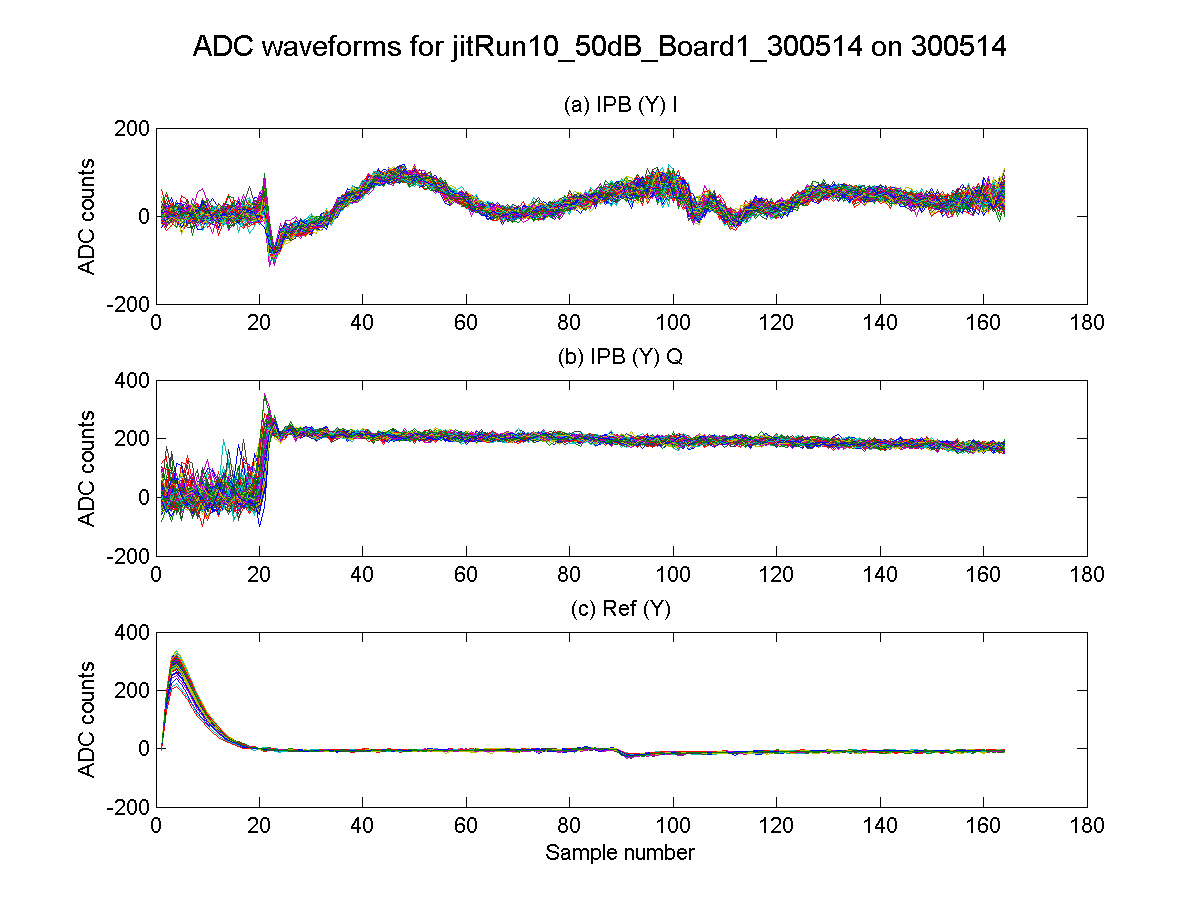 ADC waveforms for jitRun10_50dB_Board1_300514 on 300514
(a) IPB (Y) I
200
0
-200
ADC counts
0 20 40 60 80 100 120 140 160 180
(b) IPB (Y) Q
400
200
0
-200
ADC counts
0 20 40 60 80 100 120 140 160 180
(c) Ref (Y)
400
200
0
-200
ADC counts
0 20 40 60 80 100 120 140 160 180
Sample number